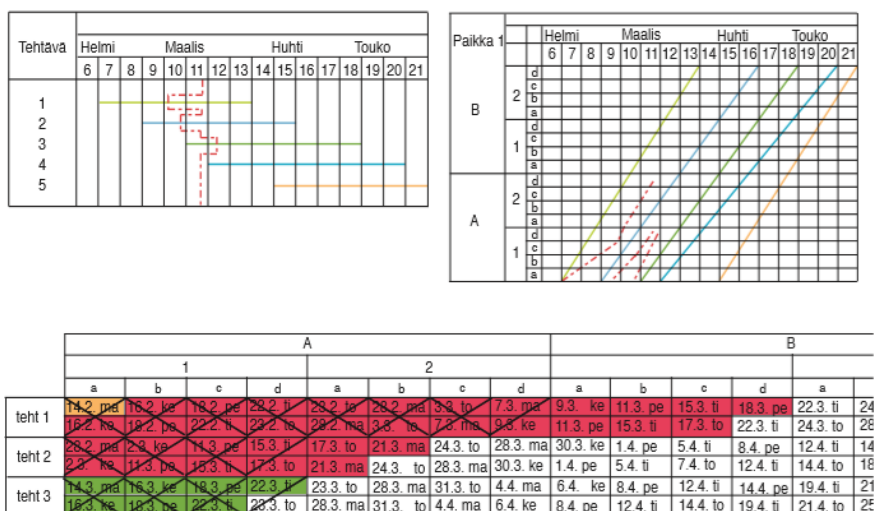 Tehtävä Helmi Maalis Huhti Touko
6 7 8 9 10 11 12 13 14 15 16 17 18 19 20 21
1
2
3
4
5
Paikka 1 Helmi Maalis Huhti Touko
6 7 8 9 10 11 12 13 14 15 16 17 18 19 20 21
B
2
d
c
b
a
1
d
c
b
a
A
2
d
c
b
a
1
d
c
b
a
A B
1 2
a b c d a b c d a b c d a
teht 1
14.2. ma 16.2. ke 18.2. pe 22.2. ti to 28.2. ma 3.3. to 7.3. ma 9.3. ke 11.3. pe 15.3. ti 18.3. pe 22.3. ti 24
16.2. ke 18.2. pe 22.2. ti to 28.2. ma 3.3. to 7.3. ma 9.3. ke 11.3. pe 15.3. ti 17.3. to 22.3. ti 24.3. to 28
teht 2
28.2. ma 2.3. ke 11.3. pe 15.3. ti 17.3. to 21.3. ma 24.3. to 28.3. ma 30.3. ke 1.4. pe 5.4. ti 8.4. pe 12.4. ti 14
2.3. ke 11.3. pe 15.3. ti 17.3. to 21.3. ma 24.3. to 28.3. ma 30.3. ke 1.4. pe 5.4. ti 7.4. to 12.4. ti 14.4. to 18
teht 3
14.3. ma 16.3. ke 18.3. pe 22.3. ti 23.3. to 28.3. ma 31.3. to 4.4. ma 6.4. ke 8.4. pe 12.4. ti 14.4. pe 19.4. ti 21
16.3. ke 18.3. pe 22.3. ti 23.3. to 28.3. ma 31.3. to 4.4. ma 6.4. ke 8.4. pe 12.4. ti 14.4. to 19.4. ti 21.4. to 25